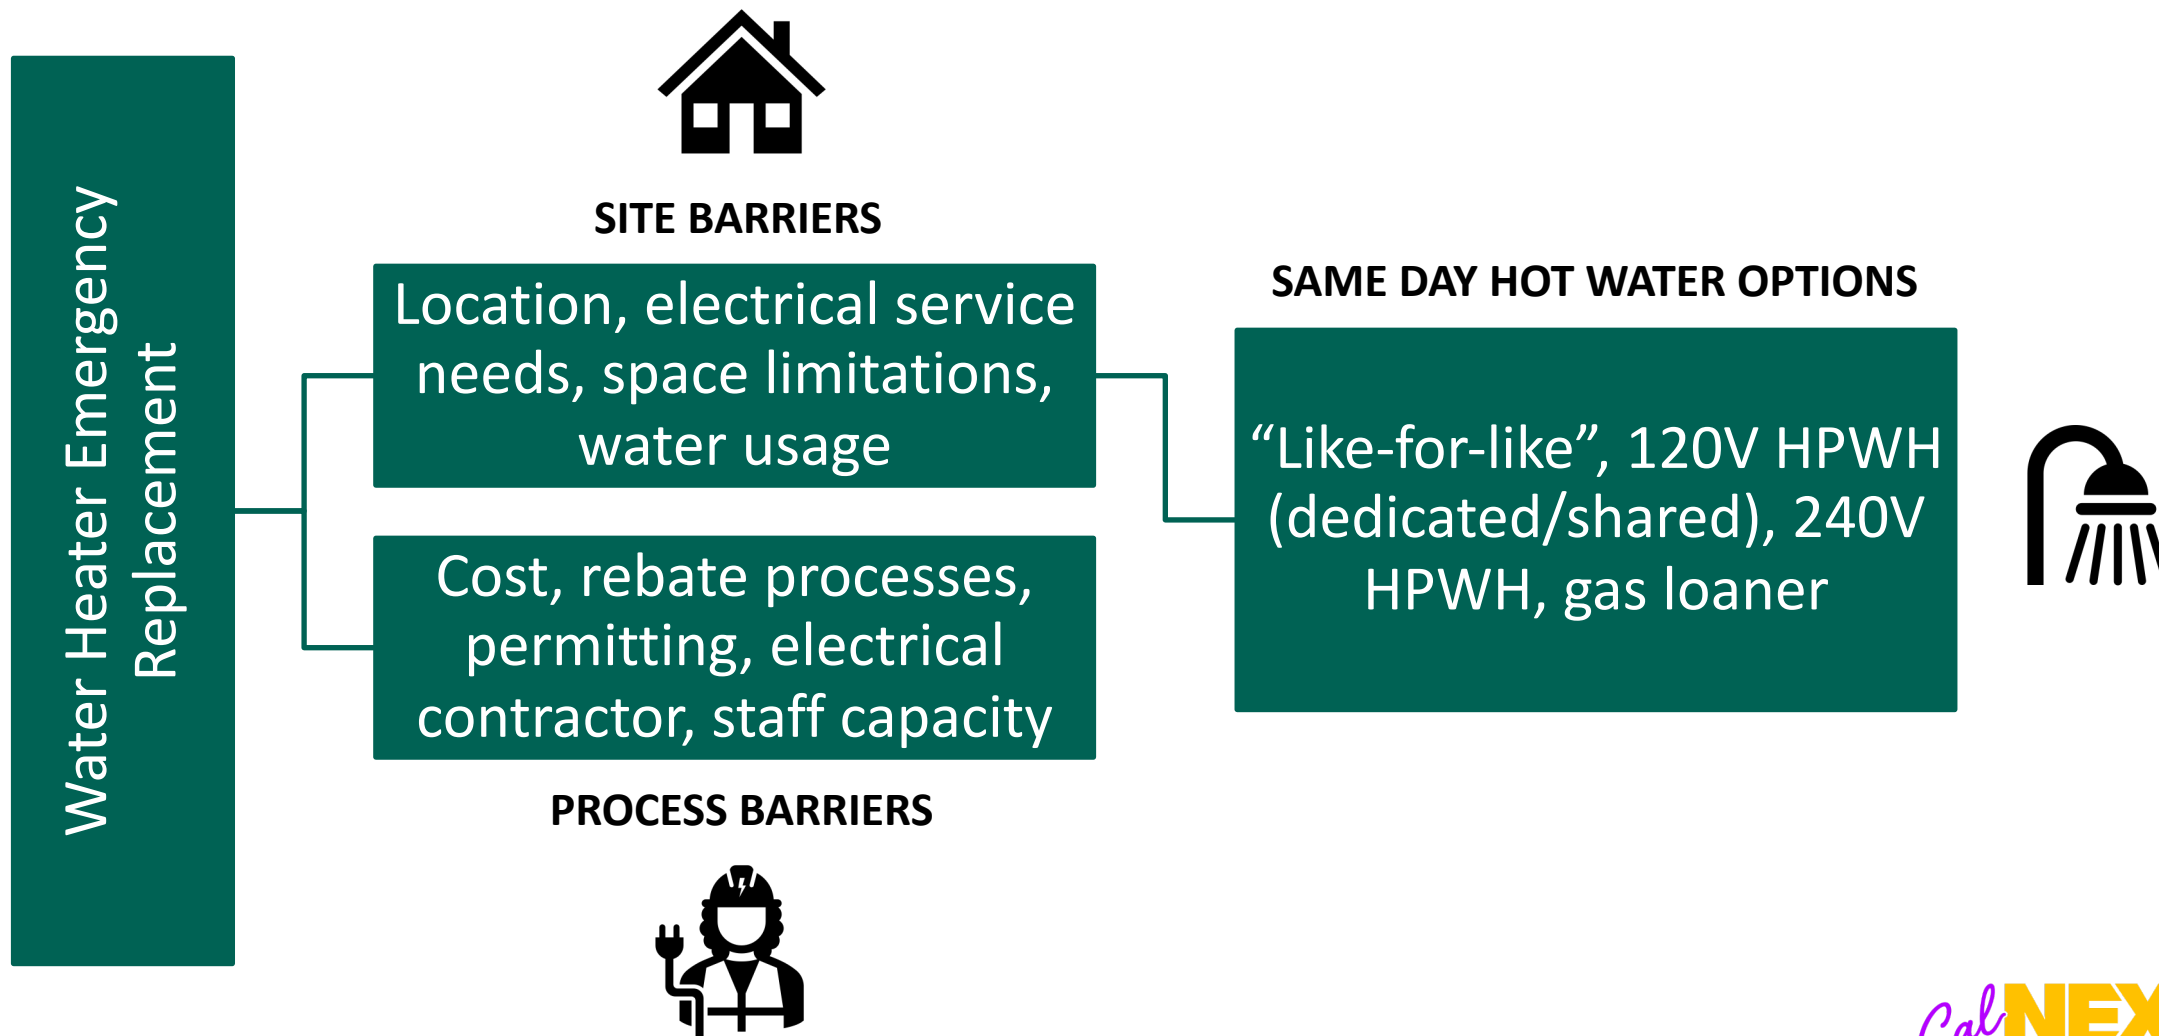 Water Heater Emergency
Replacement
SITE BARRIERS
Location, electrical service
needs, space limitations,
water usage
Cost, rebate processes,
permitting, electrical
contractor, staff capacity
PROCESS BARRIERS
SAME DAY HOT WATER OPTIONS
“Like-for-like”, 120V HPWH
(dedicated/shared), 240V
HPWH, gas loaner
Cal NEX